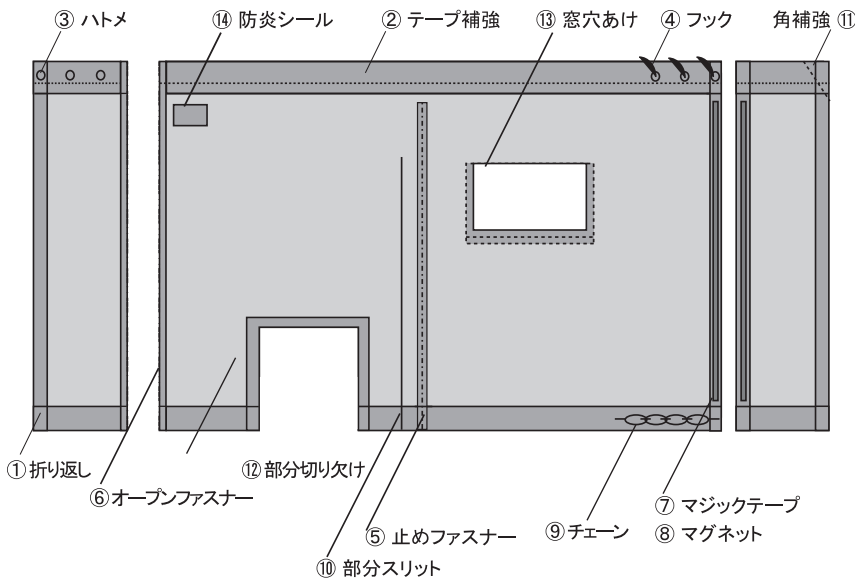 ③ ハトメ
⑭ 防炎シール
② テープ補強
⑬ 窓穴あけ
④ フック
角補強 ⑪
① 折り返し
⑥ オープンファスナー
⑫ 部分切り欠け
⑩ 部分スリット
⑤ 止めファスナー
⑨ チェーン
⑦ マジックテープ
⑧ マグネット